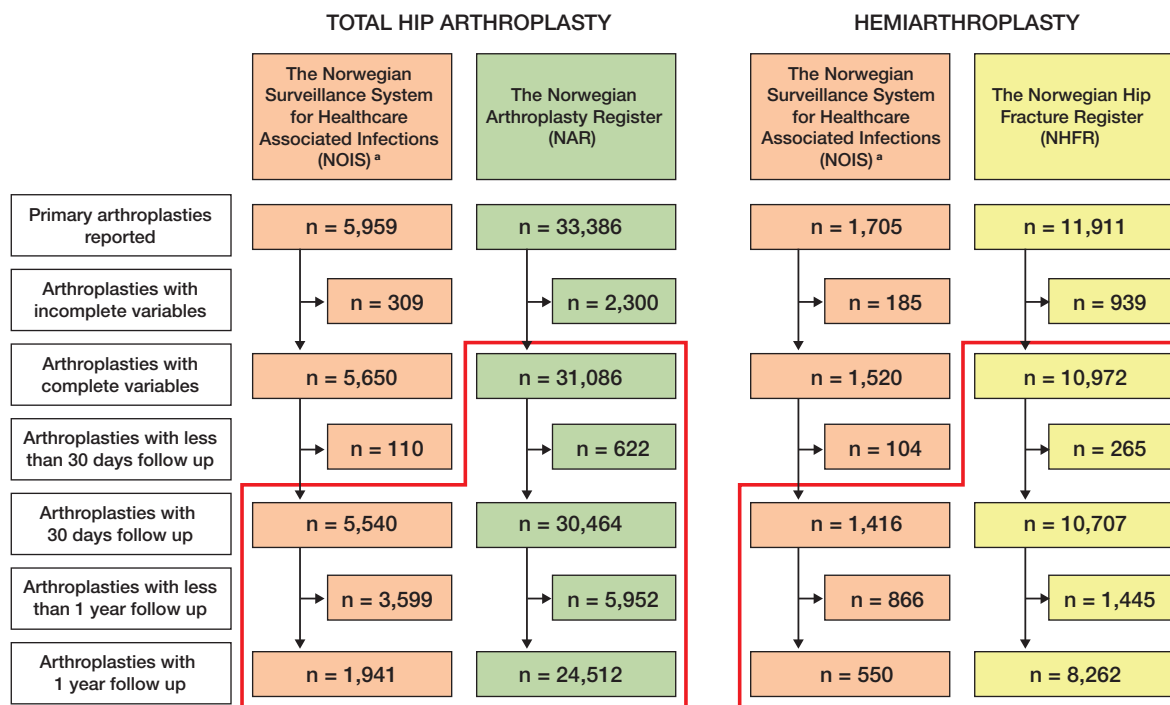 TOTAL HIP ARTHROPLASTY
HEMIARTHROPLASTY
The Norwegian
Surveillance System
for Healthcare
Associated Infections
(NOIS) a
The Norwegian
Arthroplasty Register
(NAR)
The Norwegian
Surveillance System
for Healthcare
Associated Infections
(NOIS) a
The Norwegian Hip
Fracture Register
(NHFR)
Primary arthroplasties
reported
n = 5,959
n = 33,386
n = 1,705
n = 11,911
Arthroplasties with
incomplete variables
n = 309
n = 2,300
n = 185
n = 939
Arthroplasties with
complete variables
n = 5,650
n = 31,086
n = 1,520
n = 10,972
Arthroplasties with less
than 30 days follow up
n = 110
n = 622
n = 104
n = 265
Arthroplasties with
30 days follow up
n = 5,540
n = 30,464
n = 1,416
n = 10,707
Arthroplasties with less
than 1 year follow up
n = 3,599
n = 5,952
n = 866
n = 1,445
Arthroplasties with
1 year follow up
n = 1,941
n = 24,512
n = 550
n = 8,262